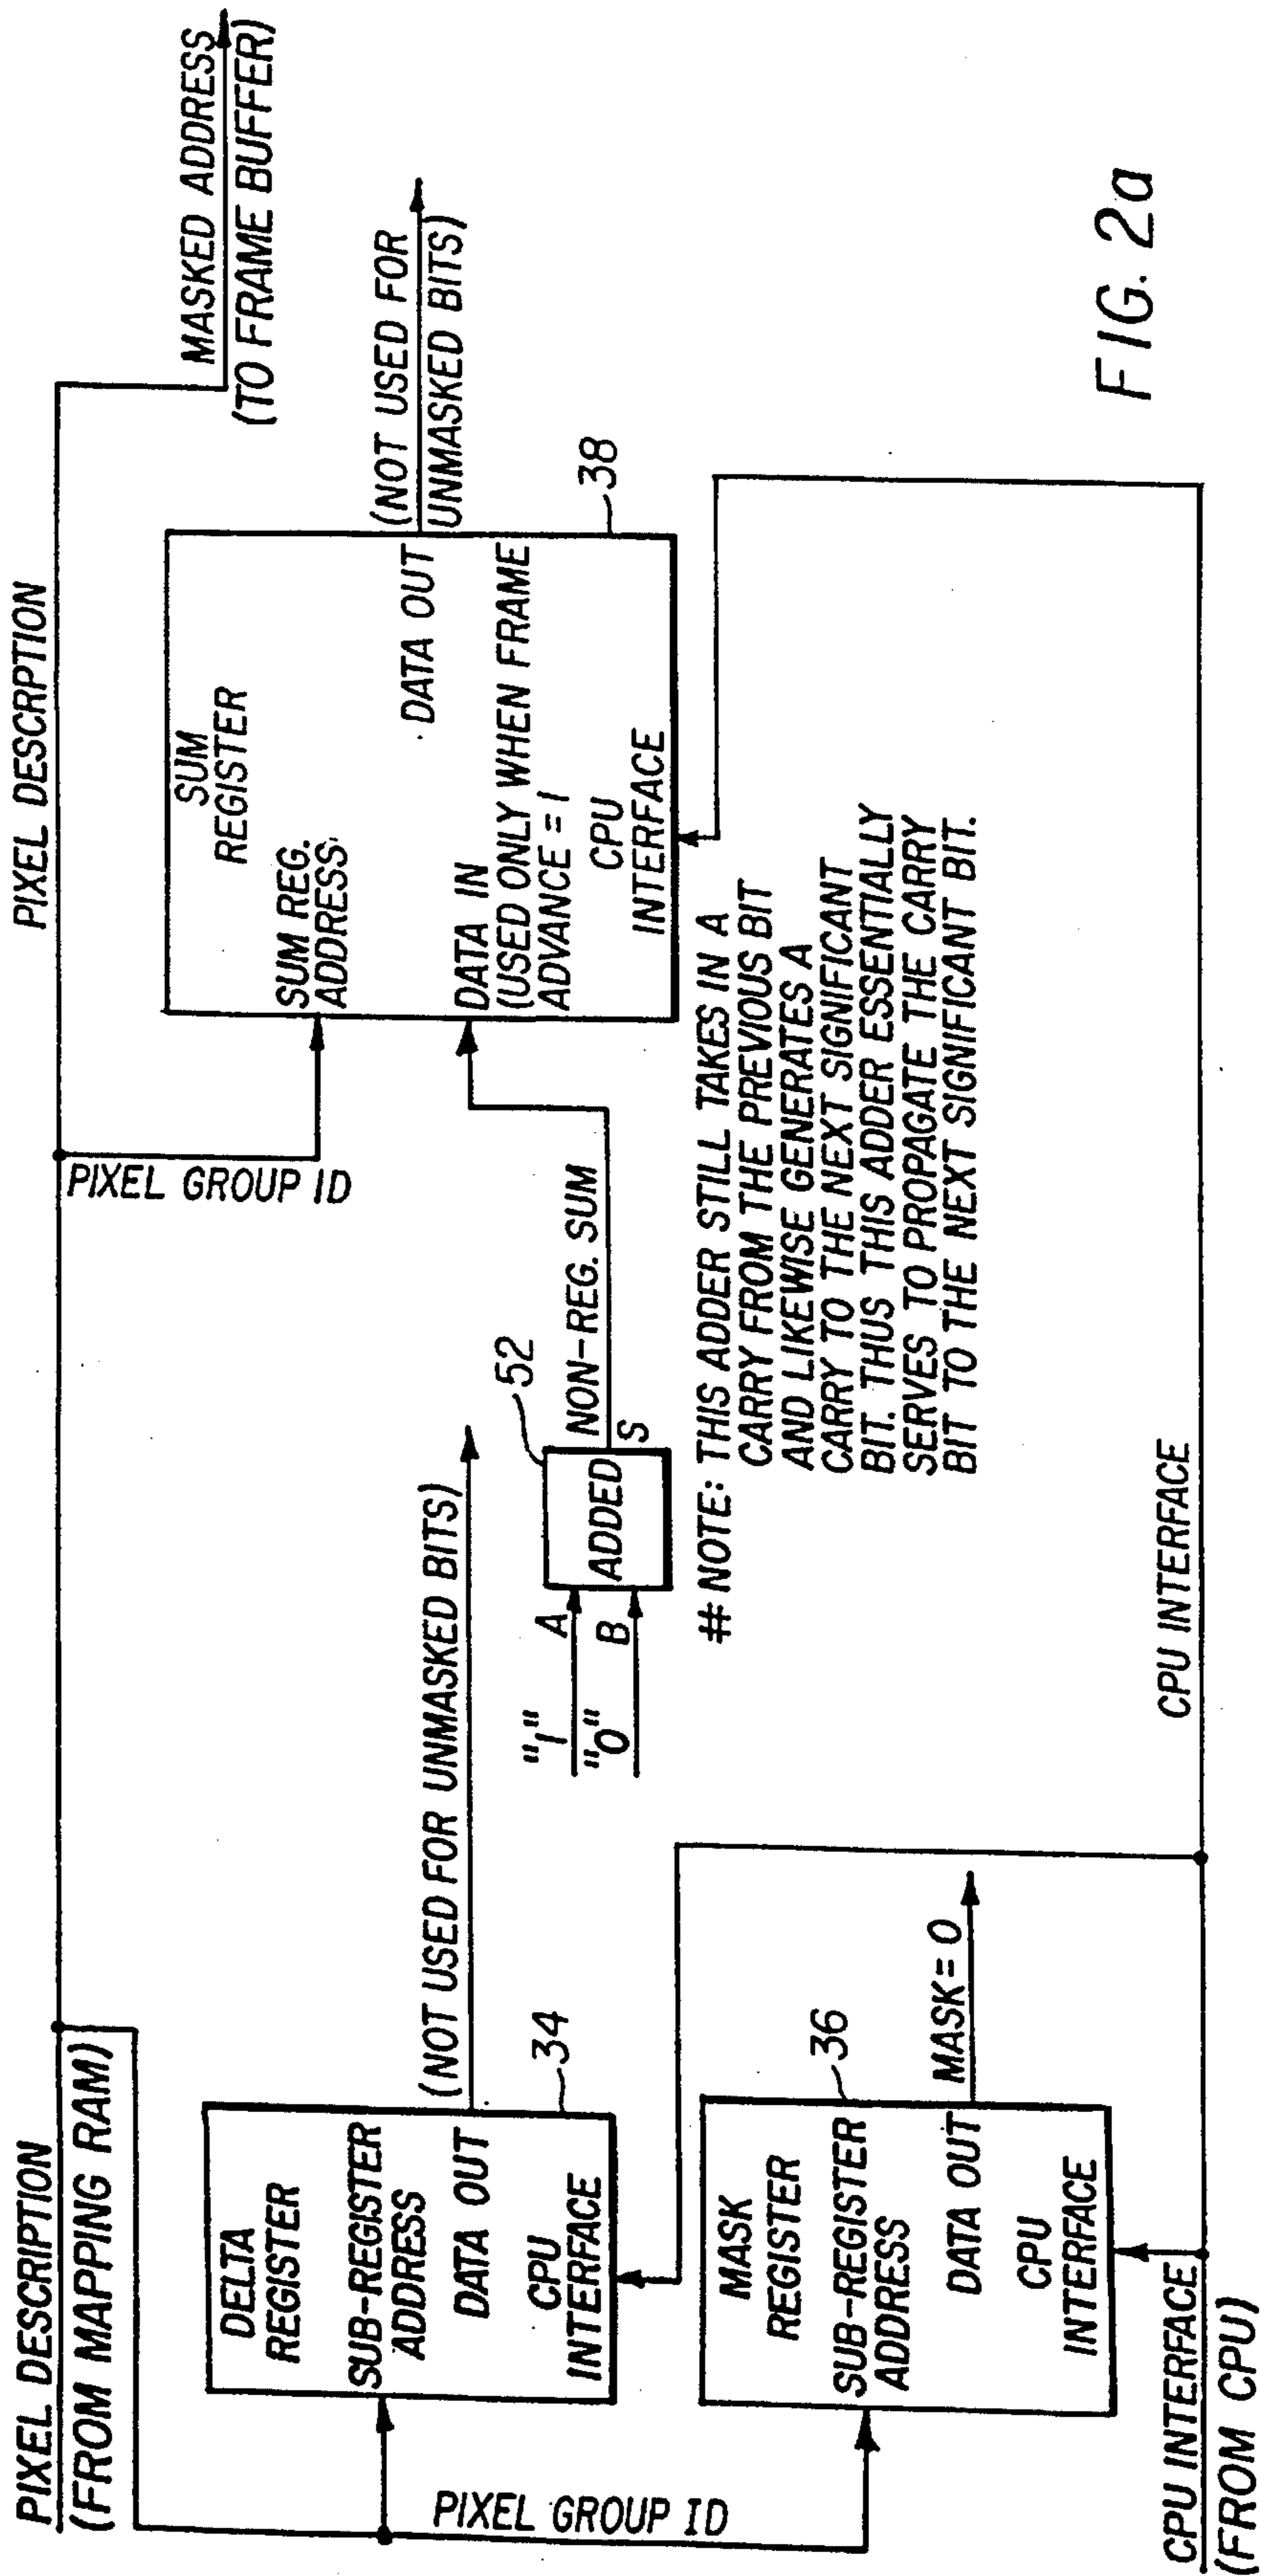 PIXEL DESCRIPTION
(FROM MAPPING RAM)
PIXEL DESCRPTION
MASKED ADDRESS
(TO FRAME BUFFER)
PIXEL GROUP ID
DELTA
REGISTER
SUB-REGISTER
ADDRESS
DATA OUT
CPU
INTERFACE
34
(NOT USED FOR UNMASKED BITS)
PIXEL GROUP ID
SUM
REGISTER
SUM REG.
ADDRESS
DATA OUT
DATA IN
(USED ONLY WHEN FRAME
ADVANCE = 1
CPU
INTERFACE
38
(NOT USED FOR
UNMASKED BITS)
"1"
A
"0"
B
ADDED
52
S
NON-REG. SUM
# NOTE: THIS ADDER STILL TAKES IN A
CARRY FROM THE PREVIOUS BIT
AND LIKEWISE GENERATES A
CARRY TO THE NEXT SIGNIFICANT
BIT. THUS THIS ADDER ESSENTIALLY
SERVES TO PROPAGATE THE CARRY
BIT TO THE NEXT SIGNIFICANT BIT.
MASK
REGISTER
SUB-REGISTER
ADDRESS
DATA OUT
CPU
INTERFACE
36
MASK=0
CPU INTERFACE
(FROM CPU)
CPU INTERFACE
FIG. 2a